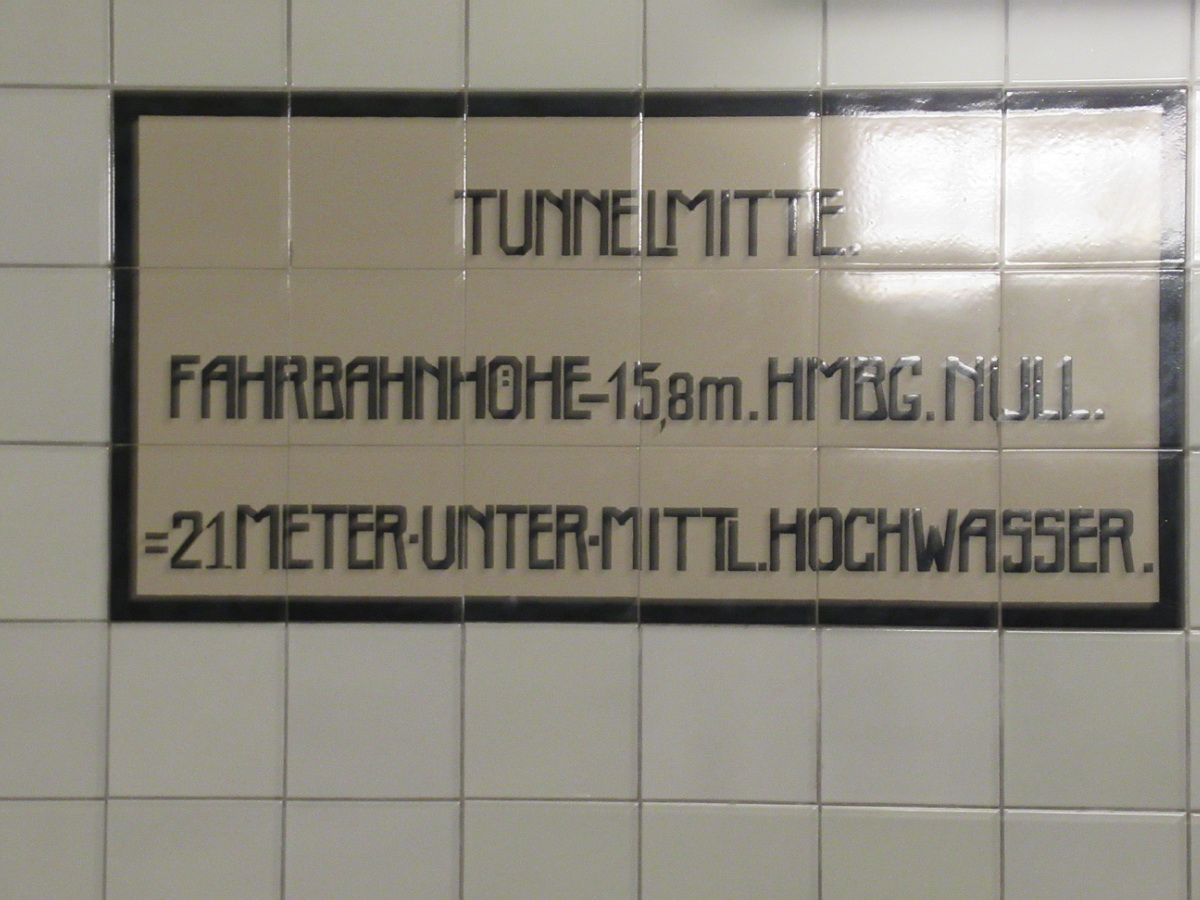 TUNNELMITTE.
FAHRBAHNHÖHE-15,8m. HMBG. NULL.
=21 METER·UNTER·MITTL. HOCHWASSER.